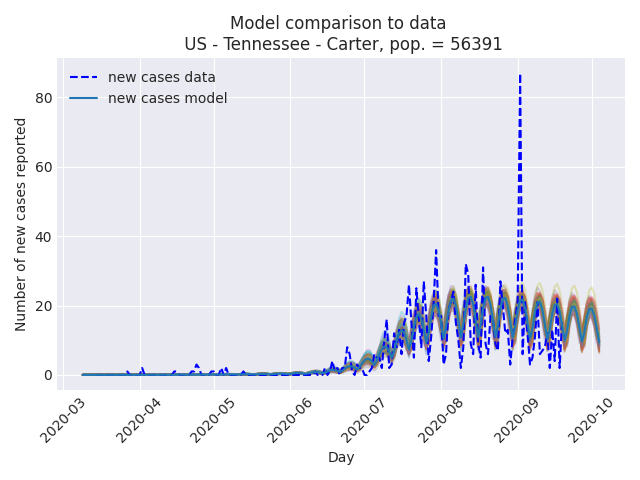 Model comparison to data
US - Tennessee - Carter, pop. = 56391
new cases data
new cases model
Number of new cases reported
80
60
40
20
0
2020-03
2020-04
2020-05
2020-06
2020-07
2020-08
2020-09
2020-10
Day